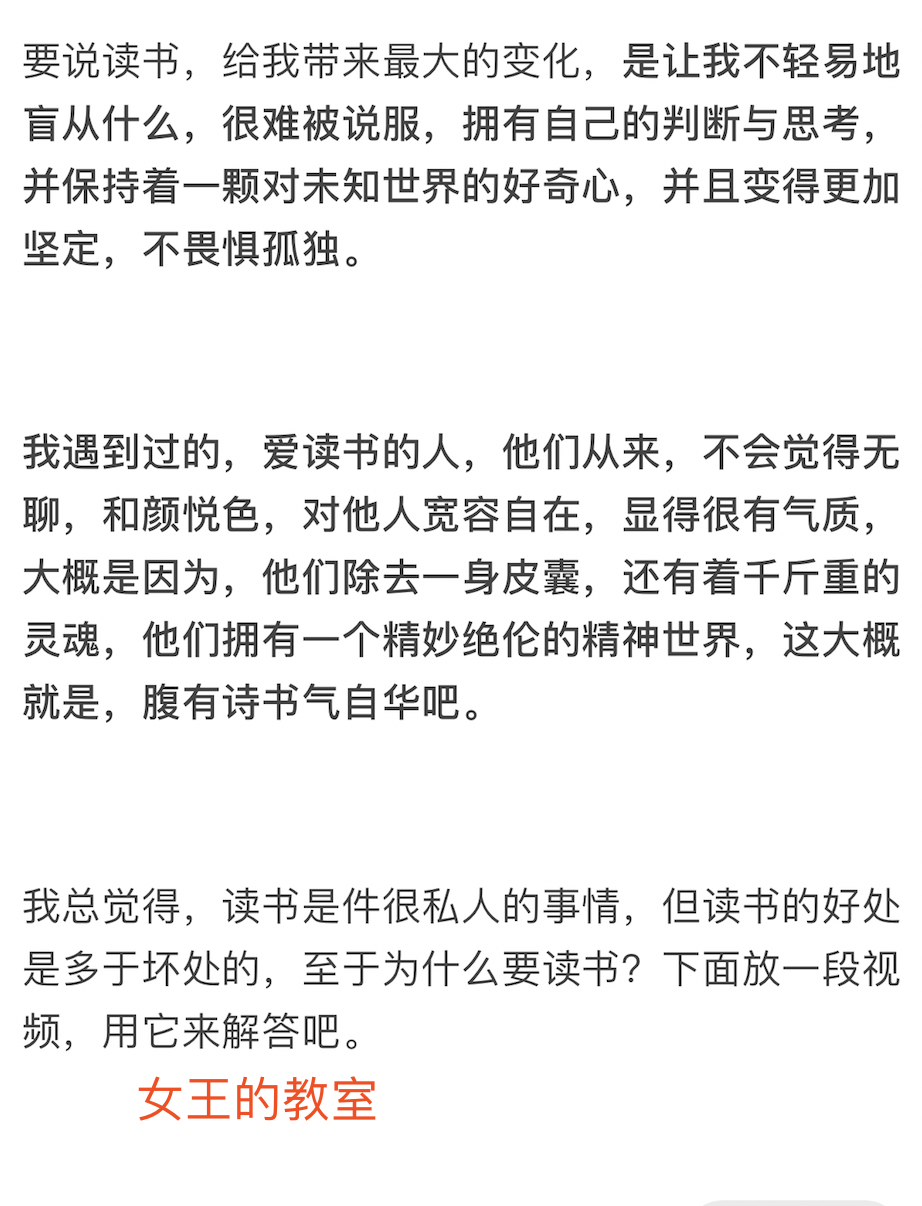 要说读书，给我带来最大的变化，是让我不轻易地
盲从什么，很难被说服，拥有自己的判断与思考，
并保持着一颗对未知世界的好奇心，并且变得更加
坚定，不畏惧孤独。
我遇到过的，爱读书的人，他们从来，不会觉得无
聊，和颜悦色，对他人宽容自在，显得很有气质，
大概是因为，他们除去一身皮囊，还有着千斤重的
灵魂，他们拥有一个精妙绝伦的精神世界，这大概
就是，腹有诗书气自华吧。
我总觉得，读书是件很私人的事情，但读书的好处
是多于坏处的，至于为什么要读书？下面放一段视
频，用它来解答吧。
女王的教室